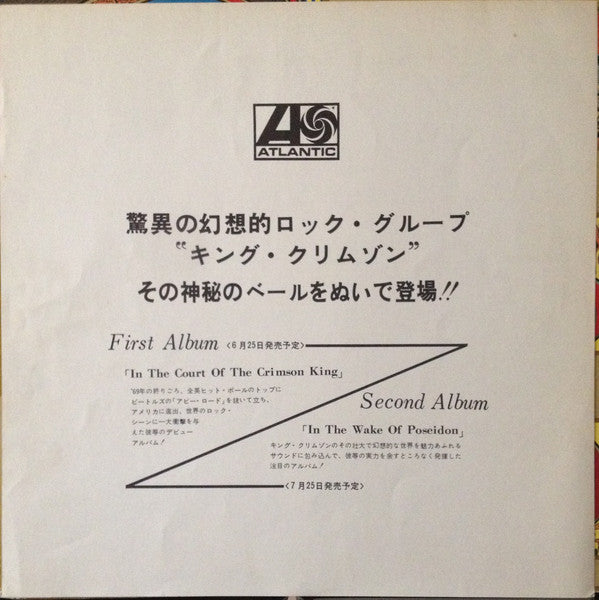 ATLANTIC
驚異の幻想的ロック・グループ
“キング・クリムゾン”
その神秘のベールをぬいで登場!!
First Album 〈6月25日発売予定〉
「In The Court Of The Crimson King」
'69年の終りごろ、全英ヒット・ポールのトップに
ビートルズの「アビー・ロード」を抜いて立ち、
アメリカに進出、世界のロック・
シーンに一大衝撃を与
えた彼等のデビュー
アルバム!
Second Album
「In The Wake Of Poseidon」
キング・クリムゾンのその壮大で幻想的な世界を魅力あふれる
サウンドに包み込んで、彼等の実力を余すところなく発揮した
注目のアルバム!
〈7月25日発売予定〉